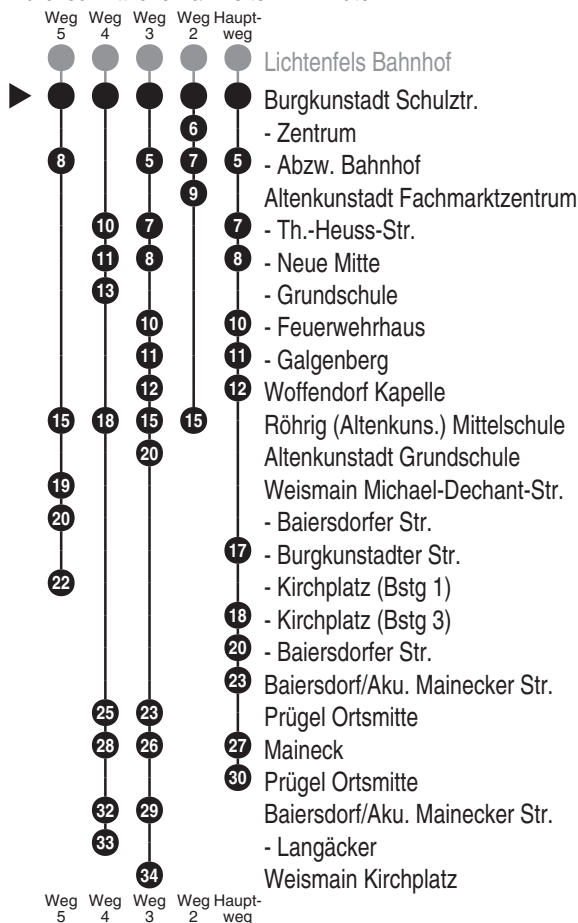 Weg Weg Weg Weg Haupt-
5 4 3 2 weg
Lichtenfels Bahnhof
Burgkunstadt Schulztr.
6 - Zentrum
8 5 7 5 - Abzw. Bahnhof
9 Altenkunstadt Fachmarktzentrum
10 7 7 - Th.-Heuss-Str.
11 8 8 - Neue Mitte
13 - Grundschule
10 10 - Feuerwehrhaus
11 11 - Galgenberg
12 12 Woffendorf Kapelle
15 18 15 15 Röhrig (Altenkuns.) Mittelschule
20 Altenkunstadt Grundschule
19 Weismain Michael-Dechant-Str.
20 - Baiersdorfer Str.
17 - Burgkunstadter Str.
22 - Kirchplatz (Bstg 1)
18 - Kirchplatz (Bstg 3)
20 - Baiersdorfer Str.
23 Baiersdorf/Aku. Mainecker Str.
25 23 Prügel Ortsmitte
28 26 27 Maineck
30 Prügel Ortsmitte
32 29 Baiersdorf/Aku. Mainecker Str.
33 - Langäcker
34 Weismain Kirchplatz
Weg Weg Weg Weg Haupt-
5 4 3 2 weg